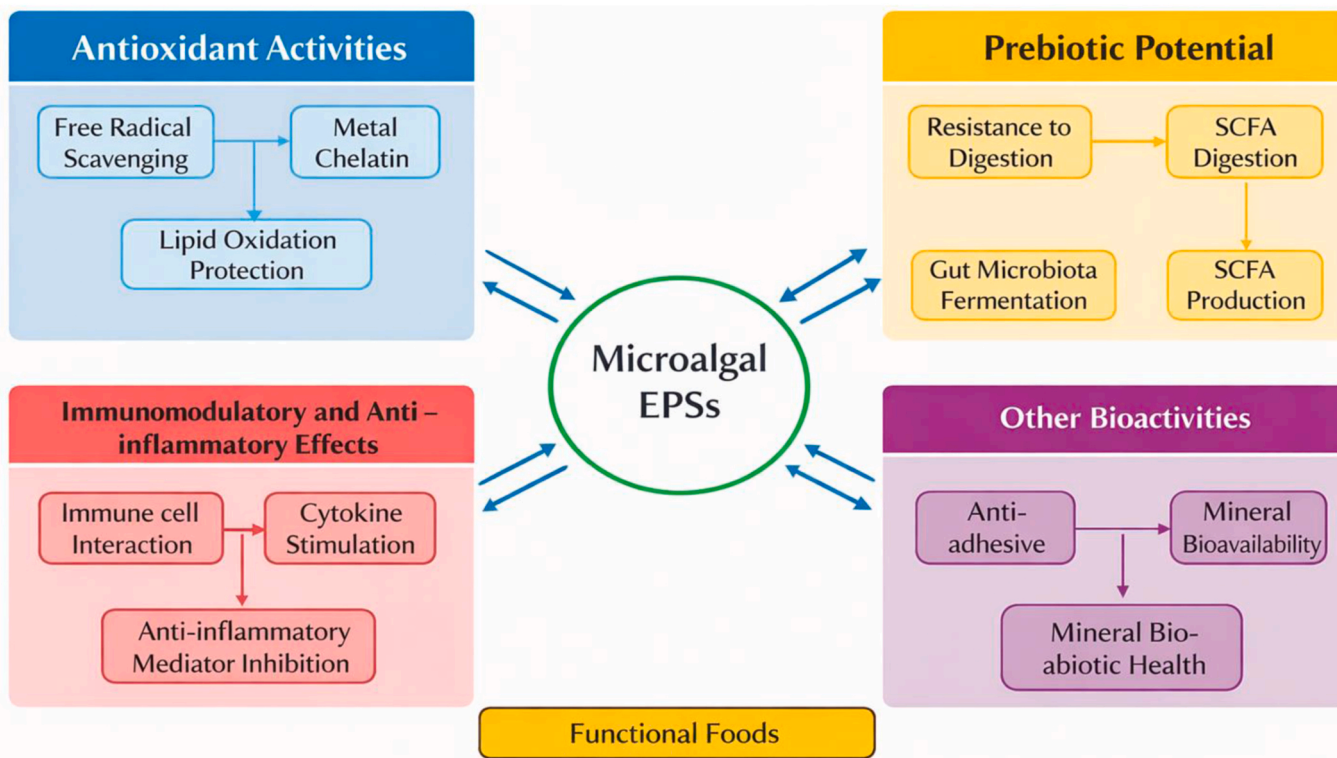 Antioxidant Activities
Free Radical
Scavenging
Metal
Chelatin
Lipid Oxidation
Protection
Prebiotic Potential
Resistance to
Digestion
SCFA
Digestion
Gut Microbiota
Fermentation
SCFA
Production
Microalgal
EPSs
Immunomodulatory and Anti –
inflammatory Effects
Immune cell
Interaction
Cytokine
Stimulation
Anti-inflammatory
Mediator Inhibition
Other Bioactivities
Anti-
adhesive
Mineral
Bioavailability
Mineral Bio-
abiotic Health
Functional Foods